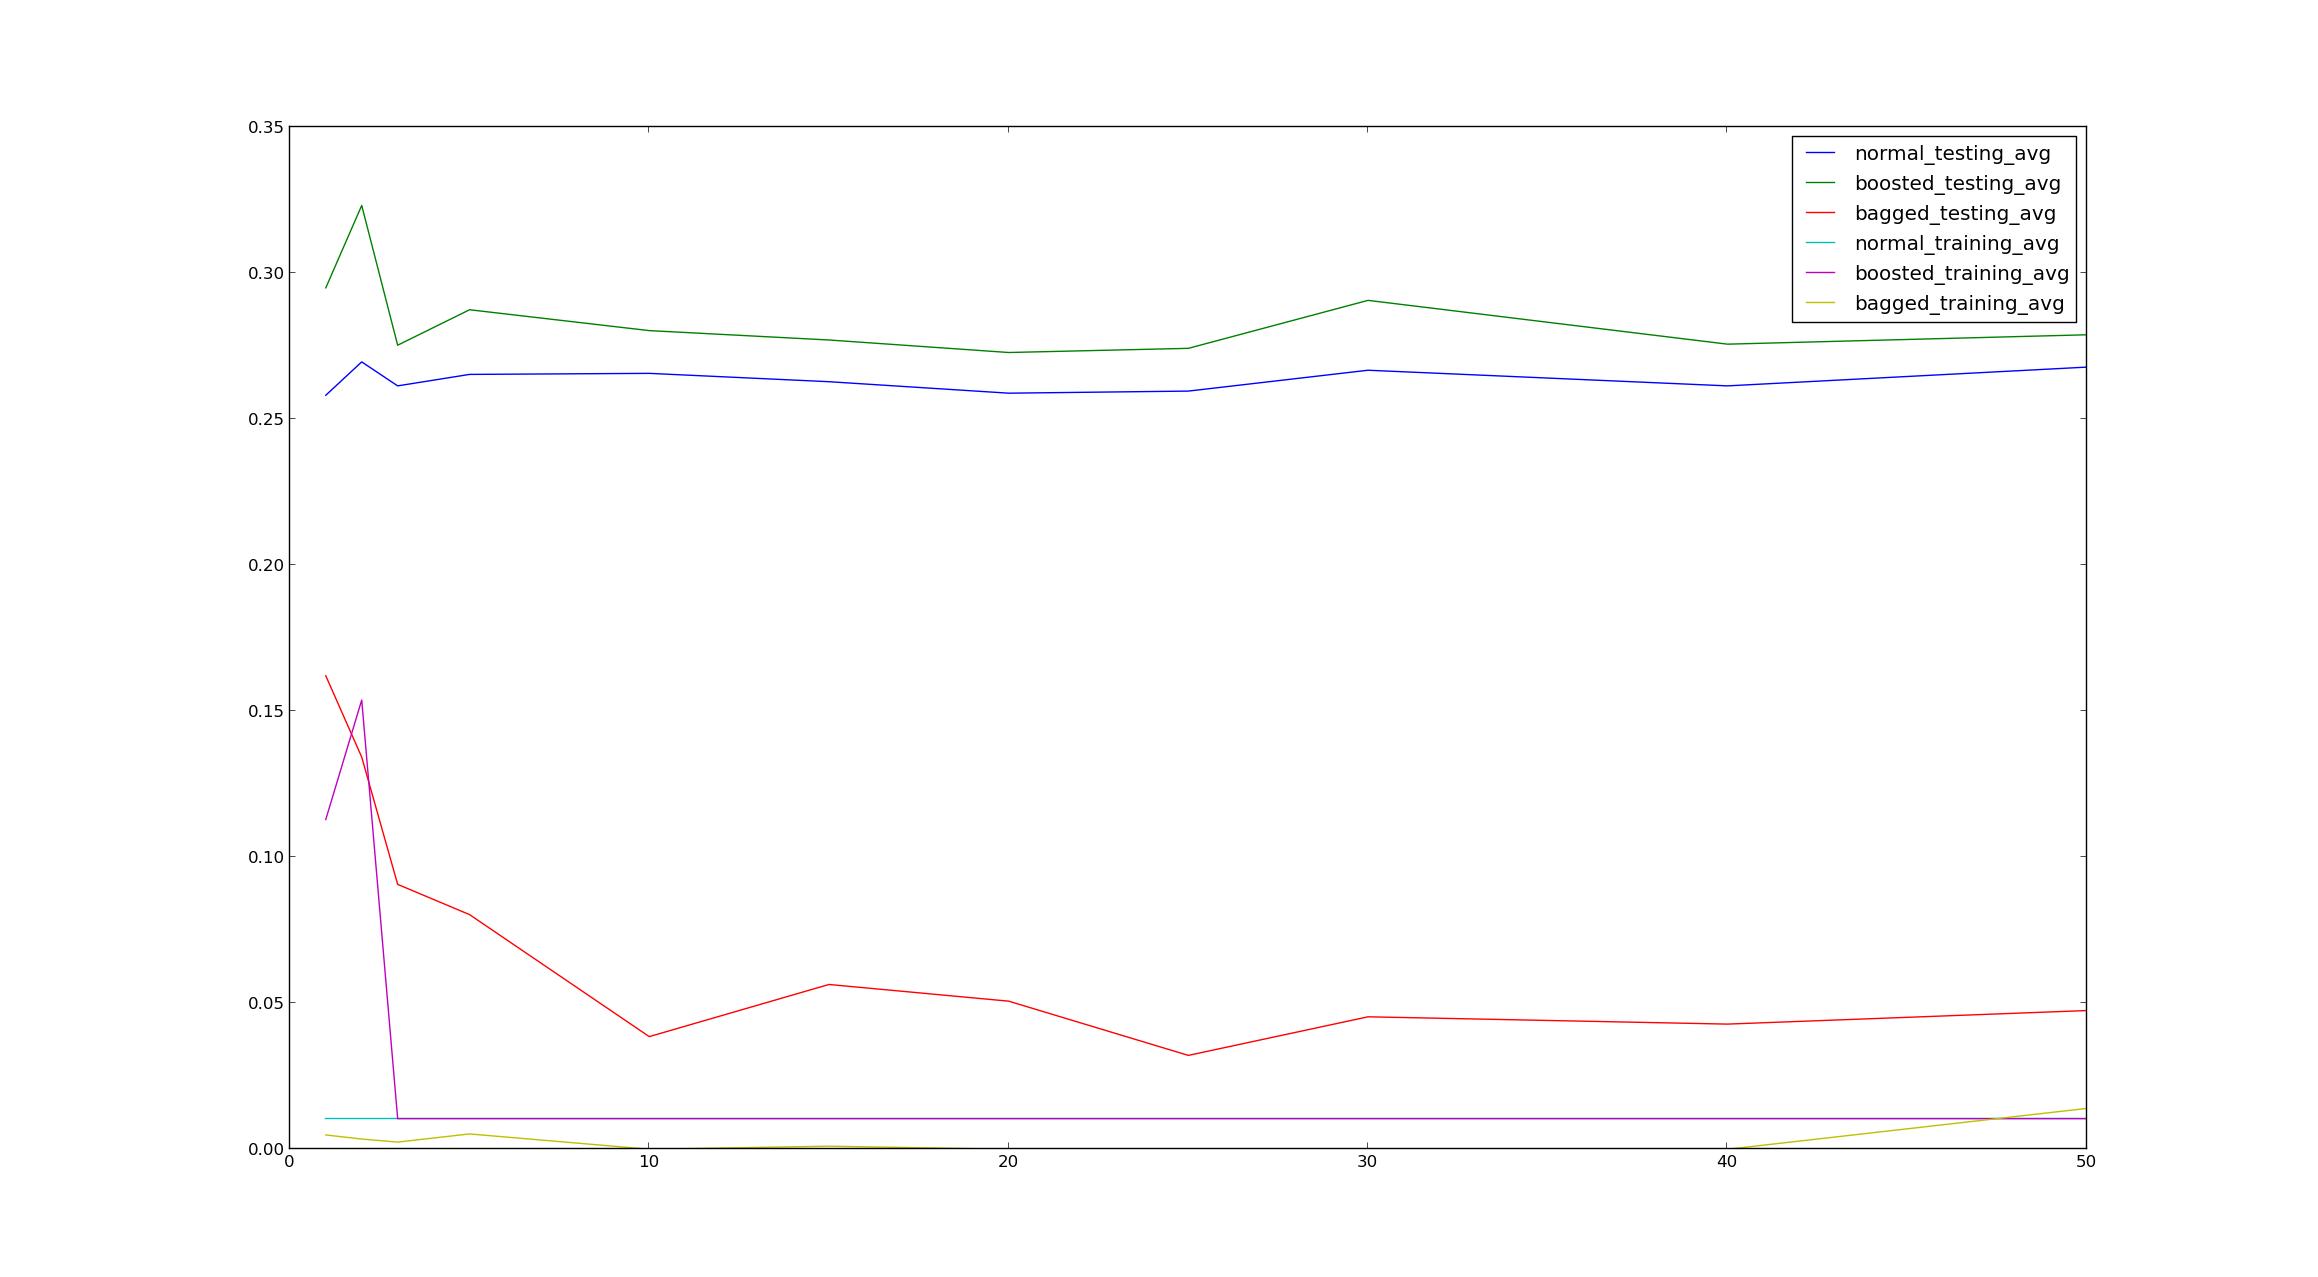 0.35
0.30
0.25
0.20
0.15
0.10
0.05
0.00
0 10 20 30 40 50
normal_testing_avg
boosted_testing_avg
bagged_testing_avg
normal_training_avg
boosted_training_avg
bagged_training_avg